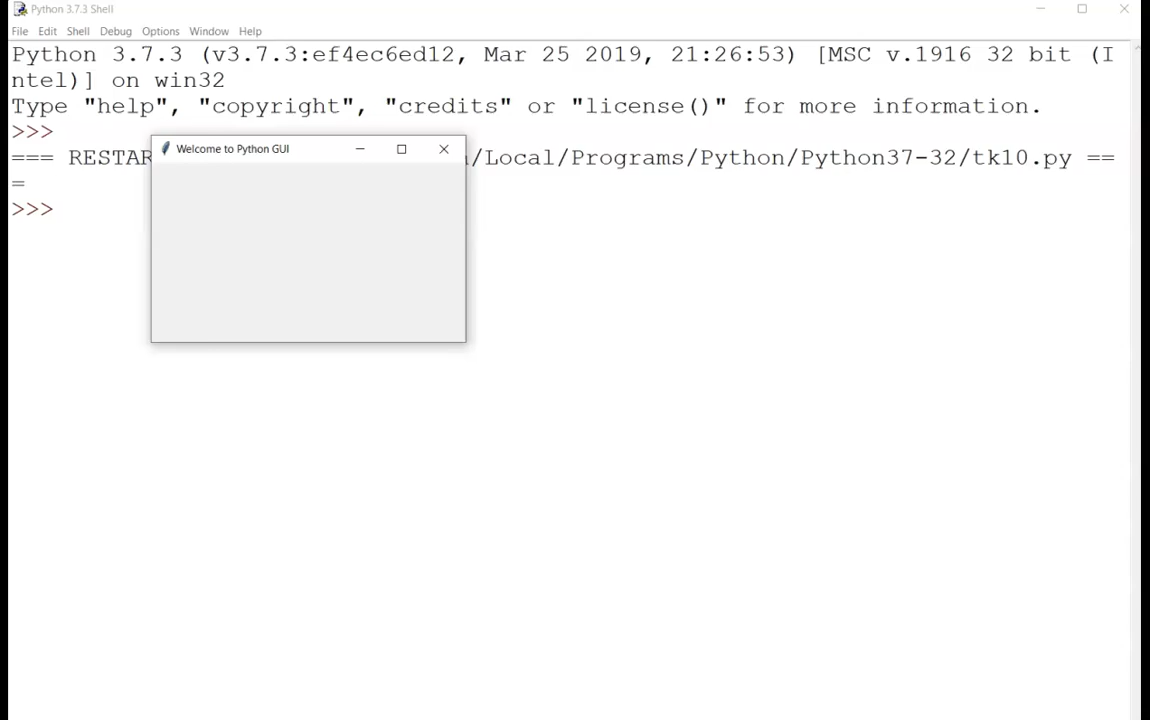 Python 3.7.3 Shell
File Edit Shell Debug Options Window Help
Python 3.7.3 (v3.7.3:ef4ec6ed12, Mar 25 2019, 21:26:53) [MSC v.1916 32 bit (I
ntel)] on win32
Type "help", "copyright", "credits" or "license()" for more information.
>>>
Welcome to Python GUI
=== RESTAR /Local/Programs/Python/Python37-32/tk10.py ==
=
>>>